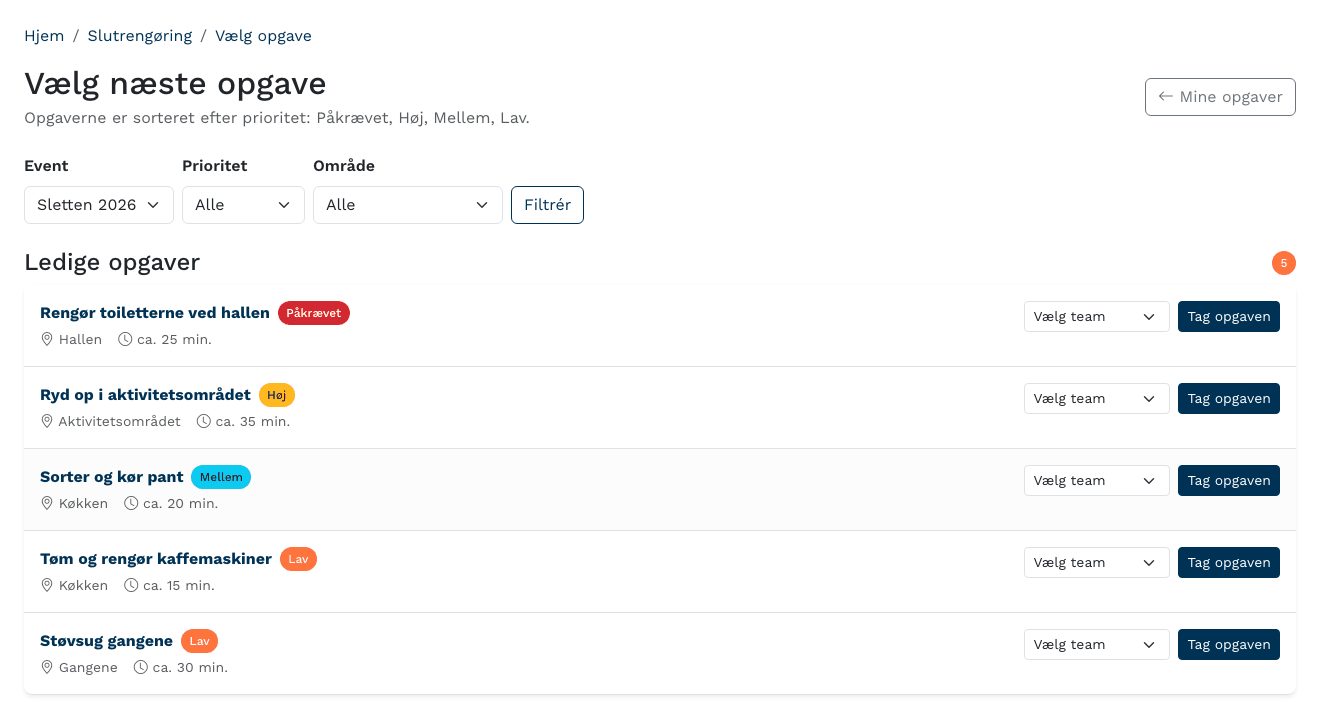 Hjem / Slutrengøring / Vælg opgave
Vælg næste opgave
← Mine opgaver
Opgaverne er sorteret efter prioritet: Påkrævet, Høj, Mellem, Lav.
Event Prioritet Område
Sletten 2026 Alle Alle Filtrér
Ledige opgaver 5
Rengør toiletterne ved hallen Påkrævet Vælg team Tag opgaven
Hallen ca. 25 min.
Ryd op i aktivitetsområdet Høj Vælg team Tag opgaven
Aktivitetsområdet ca. 35 min.
Sorter og kør pant Mellem Vælg team Tag opgaven
Køkken ca. 20 min.
Tøm og rengør kaffemaskiner Lav Vælg team Tag opgaven
Køkken ca. 15 min.
Støvsug gangene Lav Vælg team Tag opgaven
Gangene ca. 30 min.